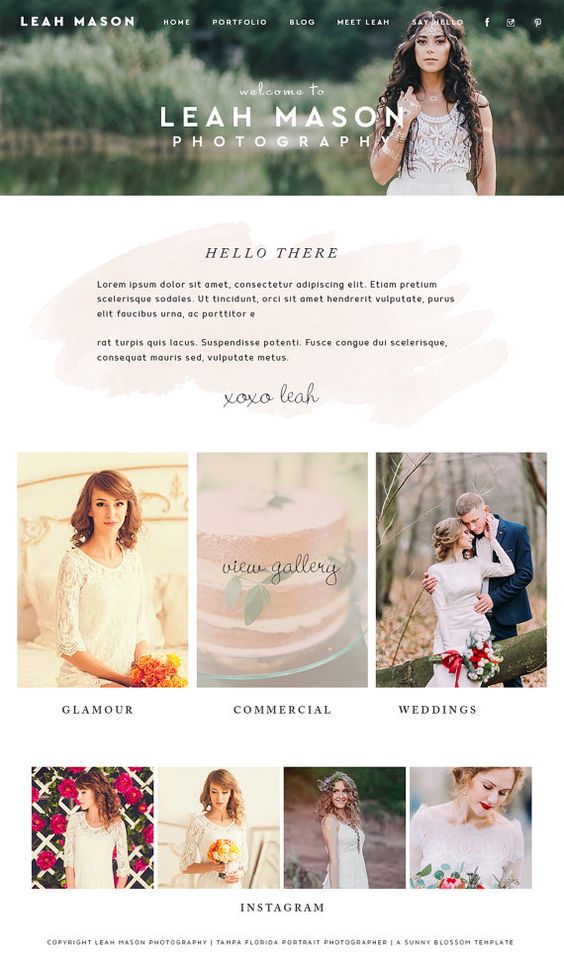 LEAH MASON HOME PORTFOLIO BLOG MEET LEAH SAY HELLO
welcome to
LEAH MASON
PHOTOGRAPHY
HELLO THERE
Lorem ipsum dolor sit amet, consectetur adipiscing elit. Etiam pretium
scelerisque sodales. Ut tincidunt, orci sit amet hendrerit vulputate, purus
elit faucibus urna, ac porttitor e
rat turpis quis lacus. Suspendisse potenti. Fusce congue dui scelerisque,
consequat mauris sed, vulputate metus.
xoxo leah
view gallery
GLAMOUR COMMERCIAL WEDDINGS
INSTAGRAM
COPYRIGHT LEAH MASON PHOTOGRAPHY | TAMPA FLORIDA PORTRAIT PHOTOGRAPHER | A SUNNY BLOSSOM TEMPLATE